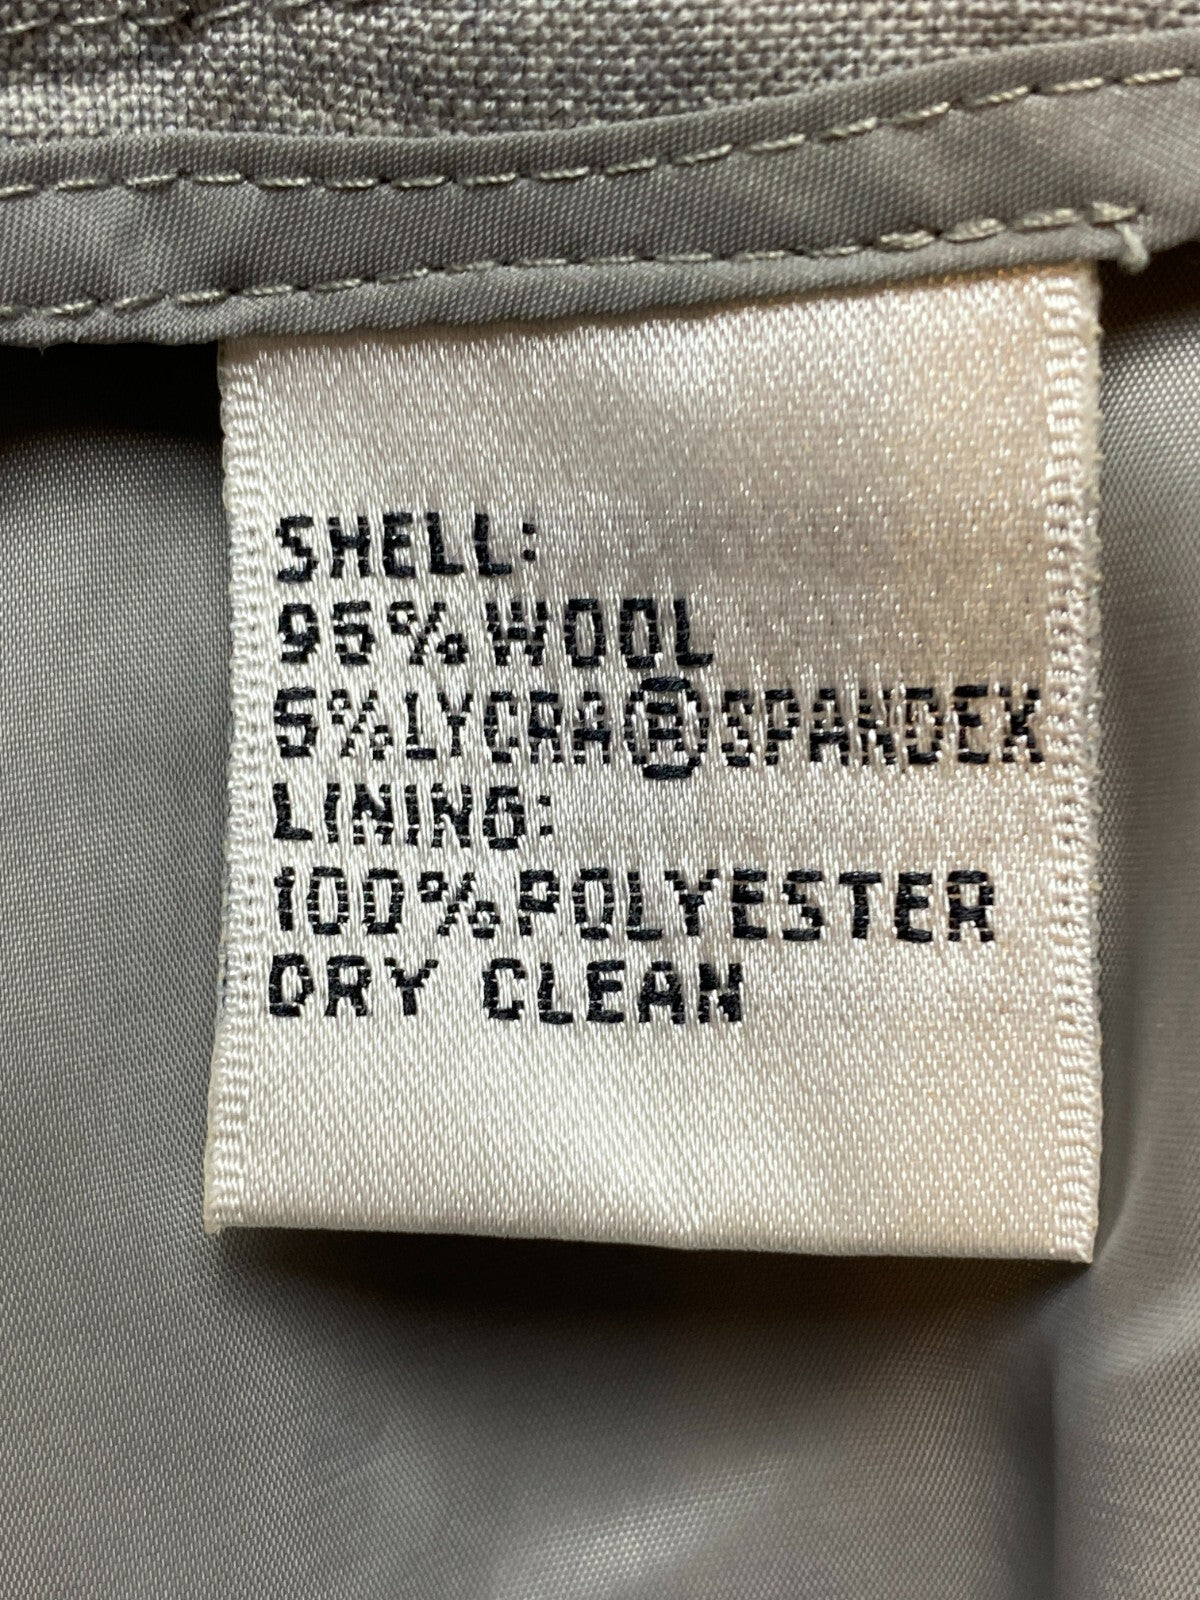 SHELL:
95% WOOL
5% LYCRA® SPANDEX
LINING:
100% POLYESTER
DRY CLEAN